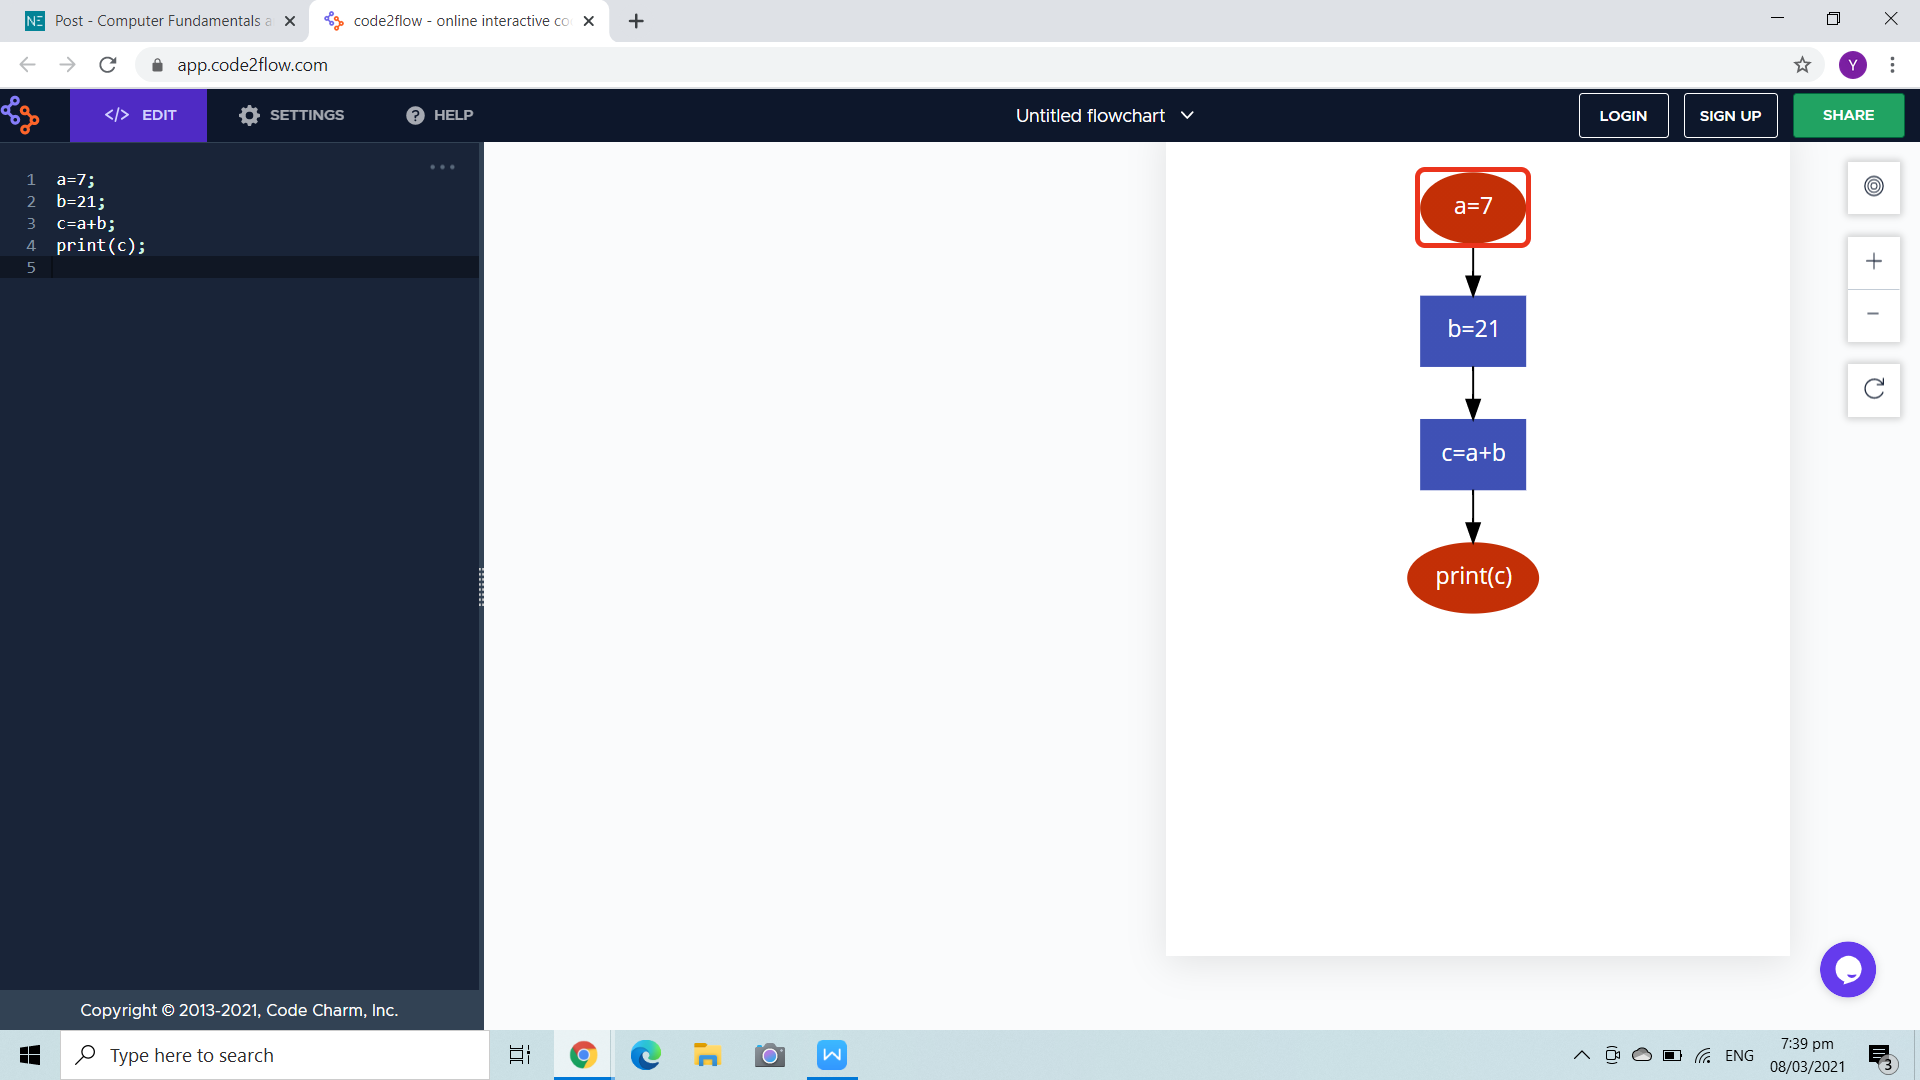 NE Post - Computer Fundamentals a
code2flow - online interactive co
app.code2flow.com
Y
</> EDIT
SETTINGS
? HELP
Untitled flowchart
LOGIN
SIGN UP
SHARE
1 a=7;
2 b=21;
3 c=a+b;
4 print(c);
5
a=7
b=21
c=a+b
print(c)
Copyright © 2013-2021, Code Charm, Inc.
Type here to search
ENG
7:39 pm
08/03/2021
3